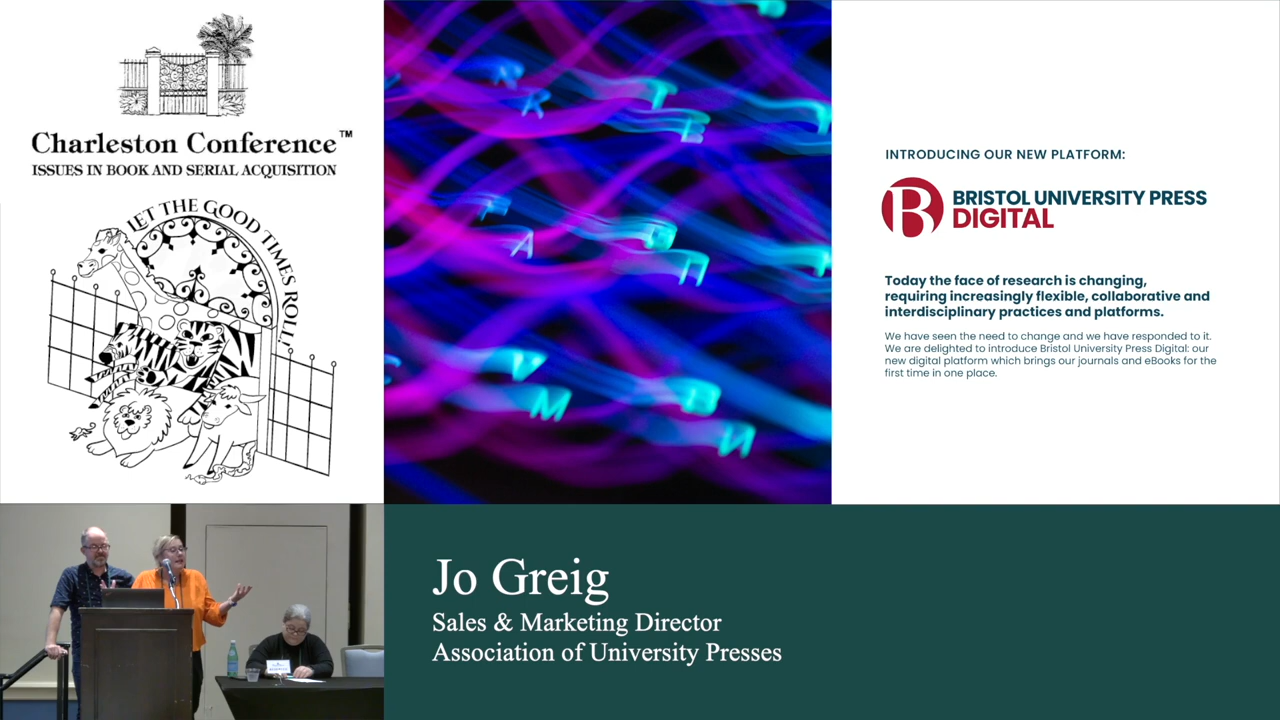 Charleston Conference™
ISSUES IN BOOK AND SERIAL ACQUISITION
LET THE GOOD TIMES ROLL!
INTRODUCING OUR NEW PLATFORM:
B BRISTOL UNIVERSITY PRESS
DIGITAL
Today the face of research is changing,
requiring increasingly flexible, collaborative and
interdisciplinary practices and platforms.
We have seen the need to change and we have responded to it.
We are delighted to introduce Bristol University Press Digital: our
new digital platform which brings our journals and eBooks for the
first time in one place.
Jo Greig
Sales & Marketing Director
Association of University Presses